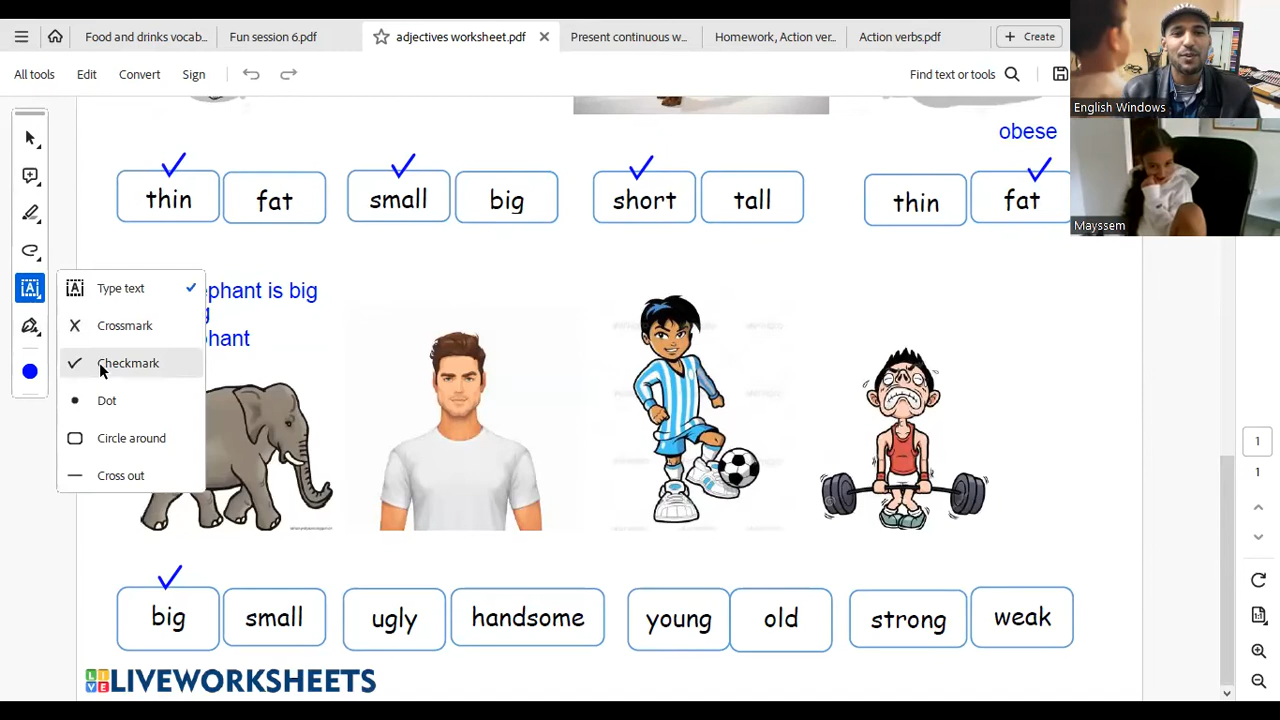 Food and drinks vocab...
Fun session 6.pdf
adjectives worksheet.pdf
Present continuous w...
Homework, Action ver...
Action verbs.pdf
Create
All tools
Edit
Convert
Sign
Find text or tools
English Windows
Mayssem
obese
thin
fat
small
big
short
tall
thin
fat
Type text
Crossmark
Checkmark
Dot
Circle around
Cross out
ephant is big
g
hant
1
1
big
small
ugly
handsome
young
old
strong
weak
LIVEWORKSHEETS